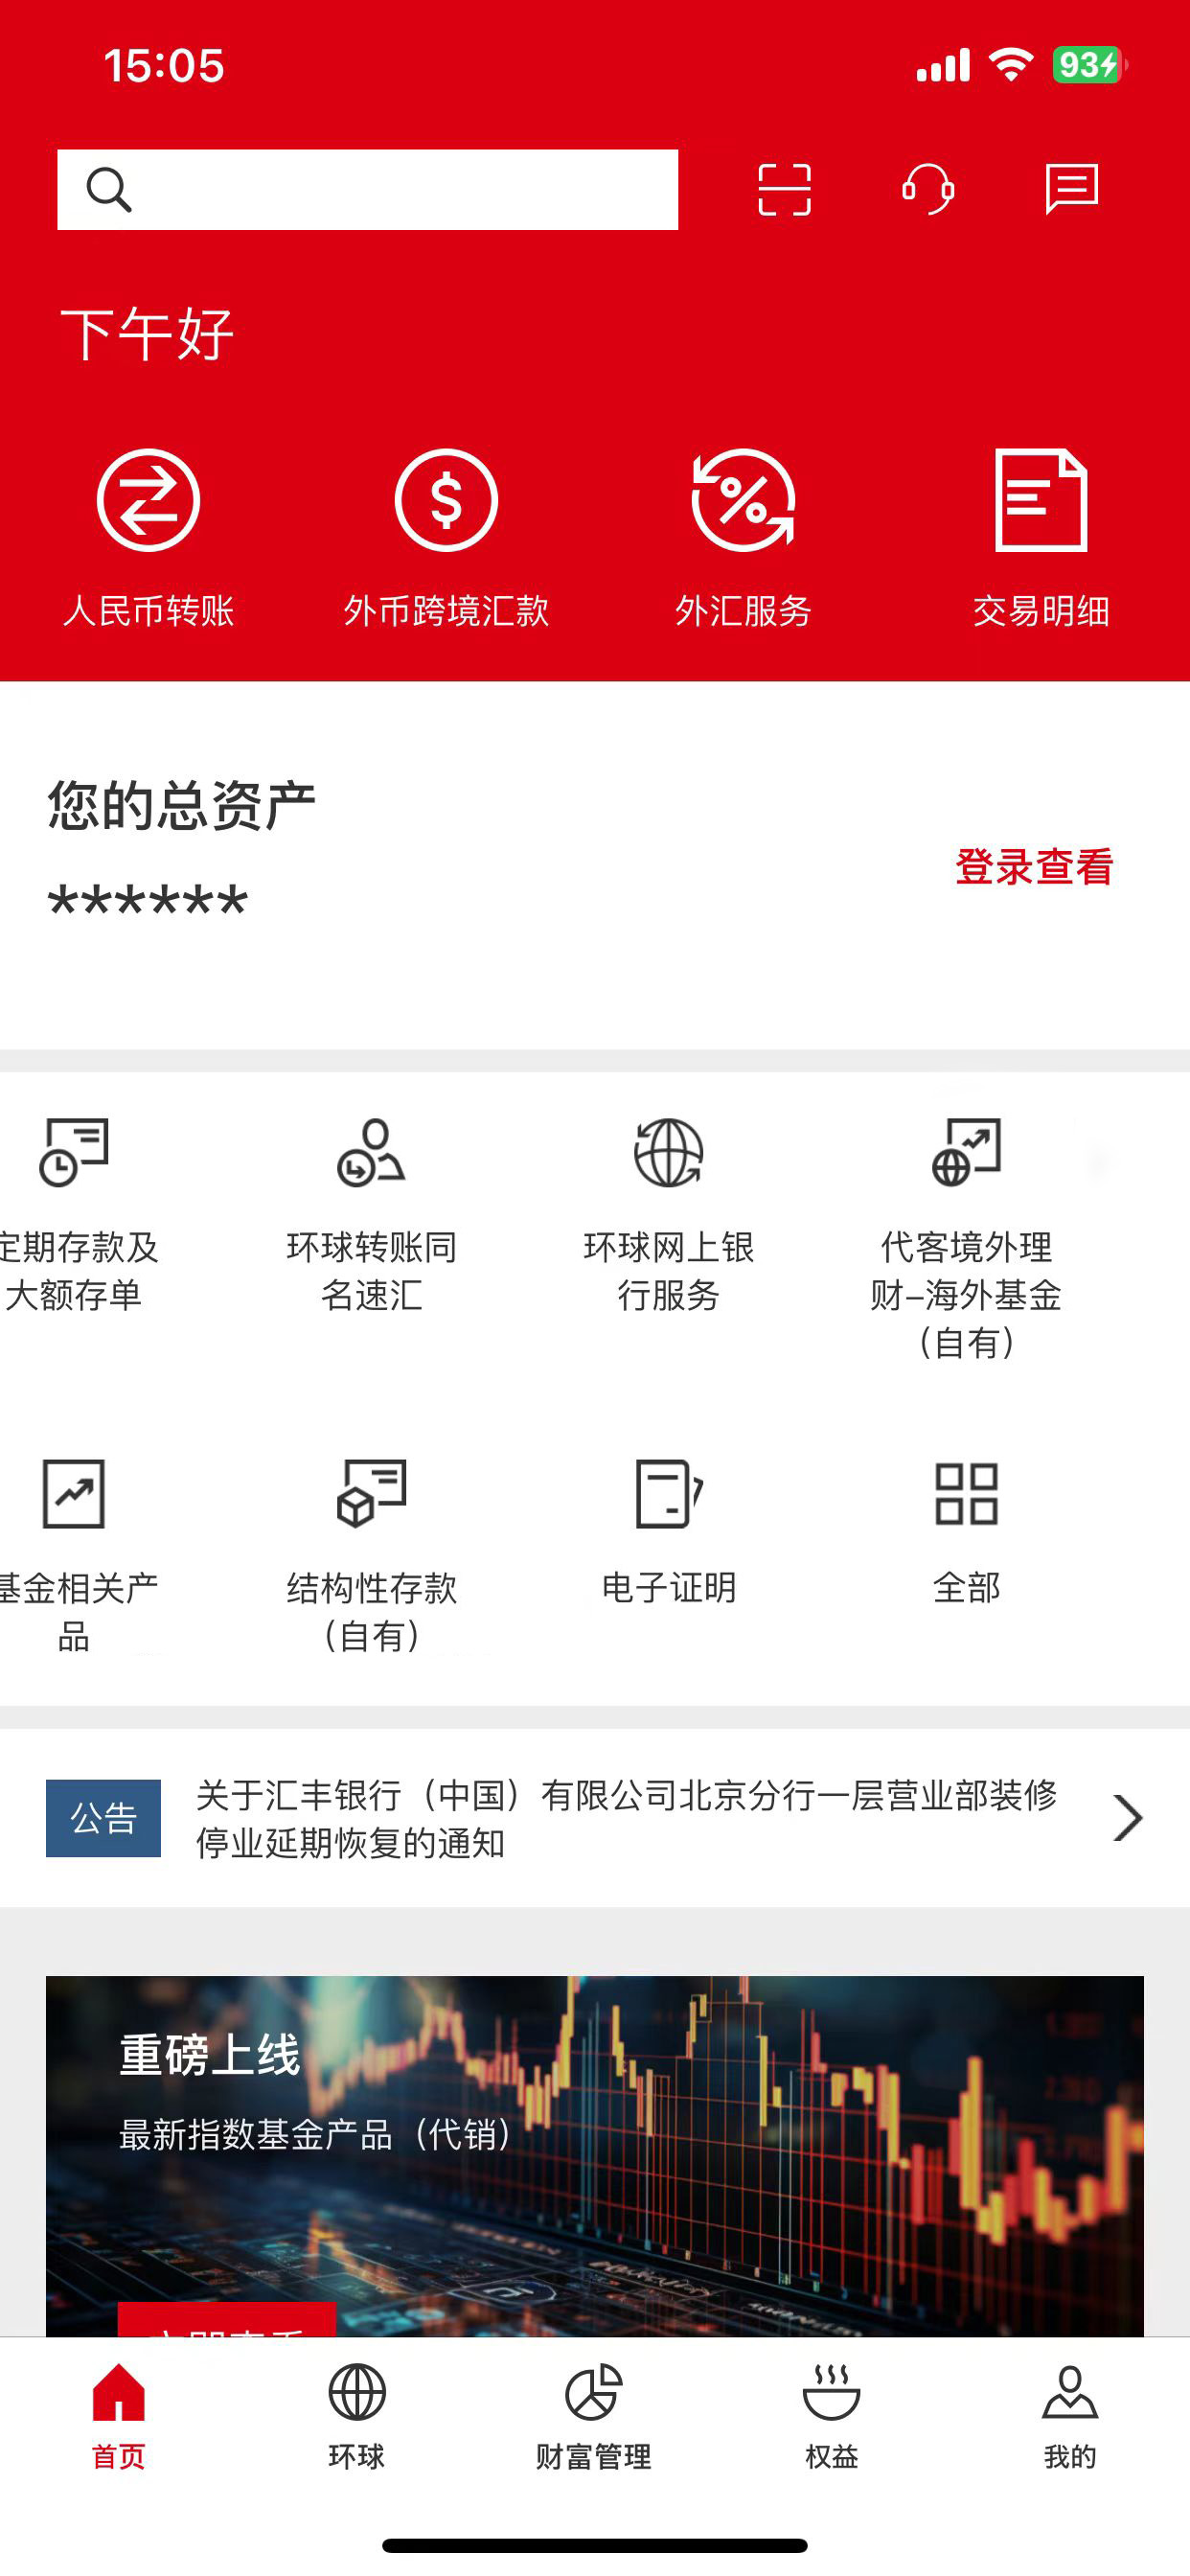 15:05
93
下午好
人民币转账
外币跨境汇款
外汇服务
交易明细
您的总资产
******
登录查看
定期存款及
大额存单
环球转账同
名速汇
环球网上银
行服务
代客境外理
财-海外基金
（自有）
基金相关产
品
结构性存款
（自有）
电子证明
全部
公告
关于汇丰银行（中国）有限公司北京分行一层营业部装修
停业延期恢复的通知
重磅上线
最新指数基金产品（代销）
首页
环球
财富管理
权益
我的